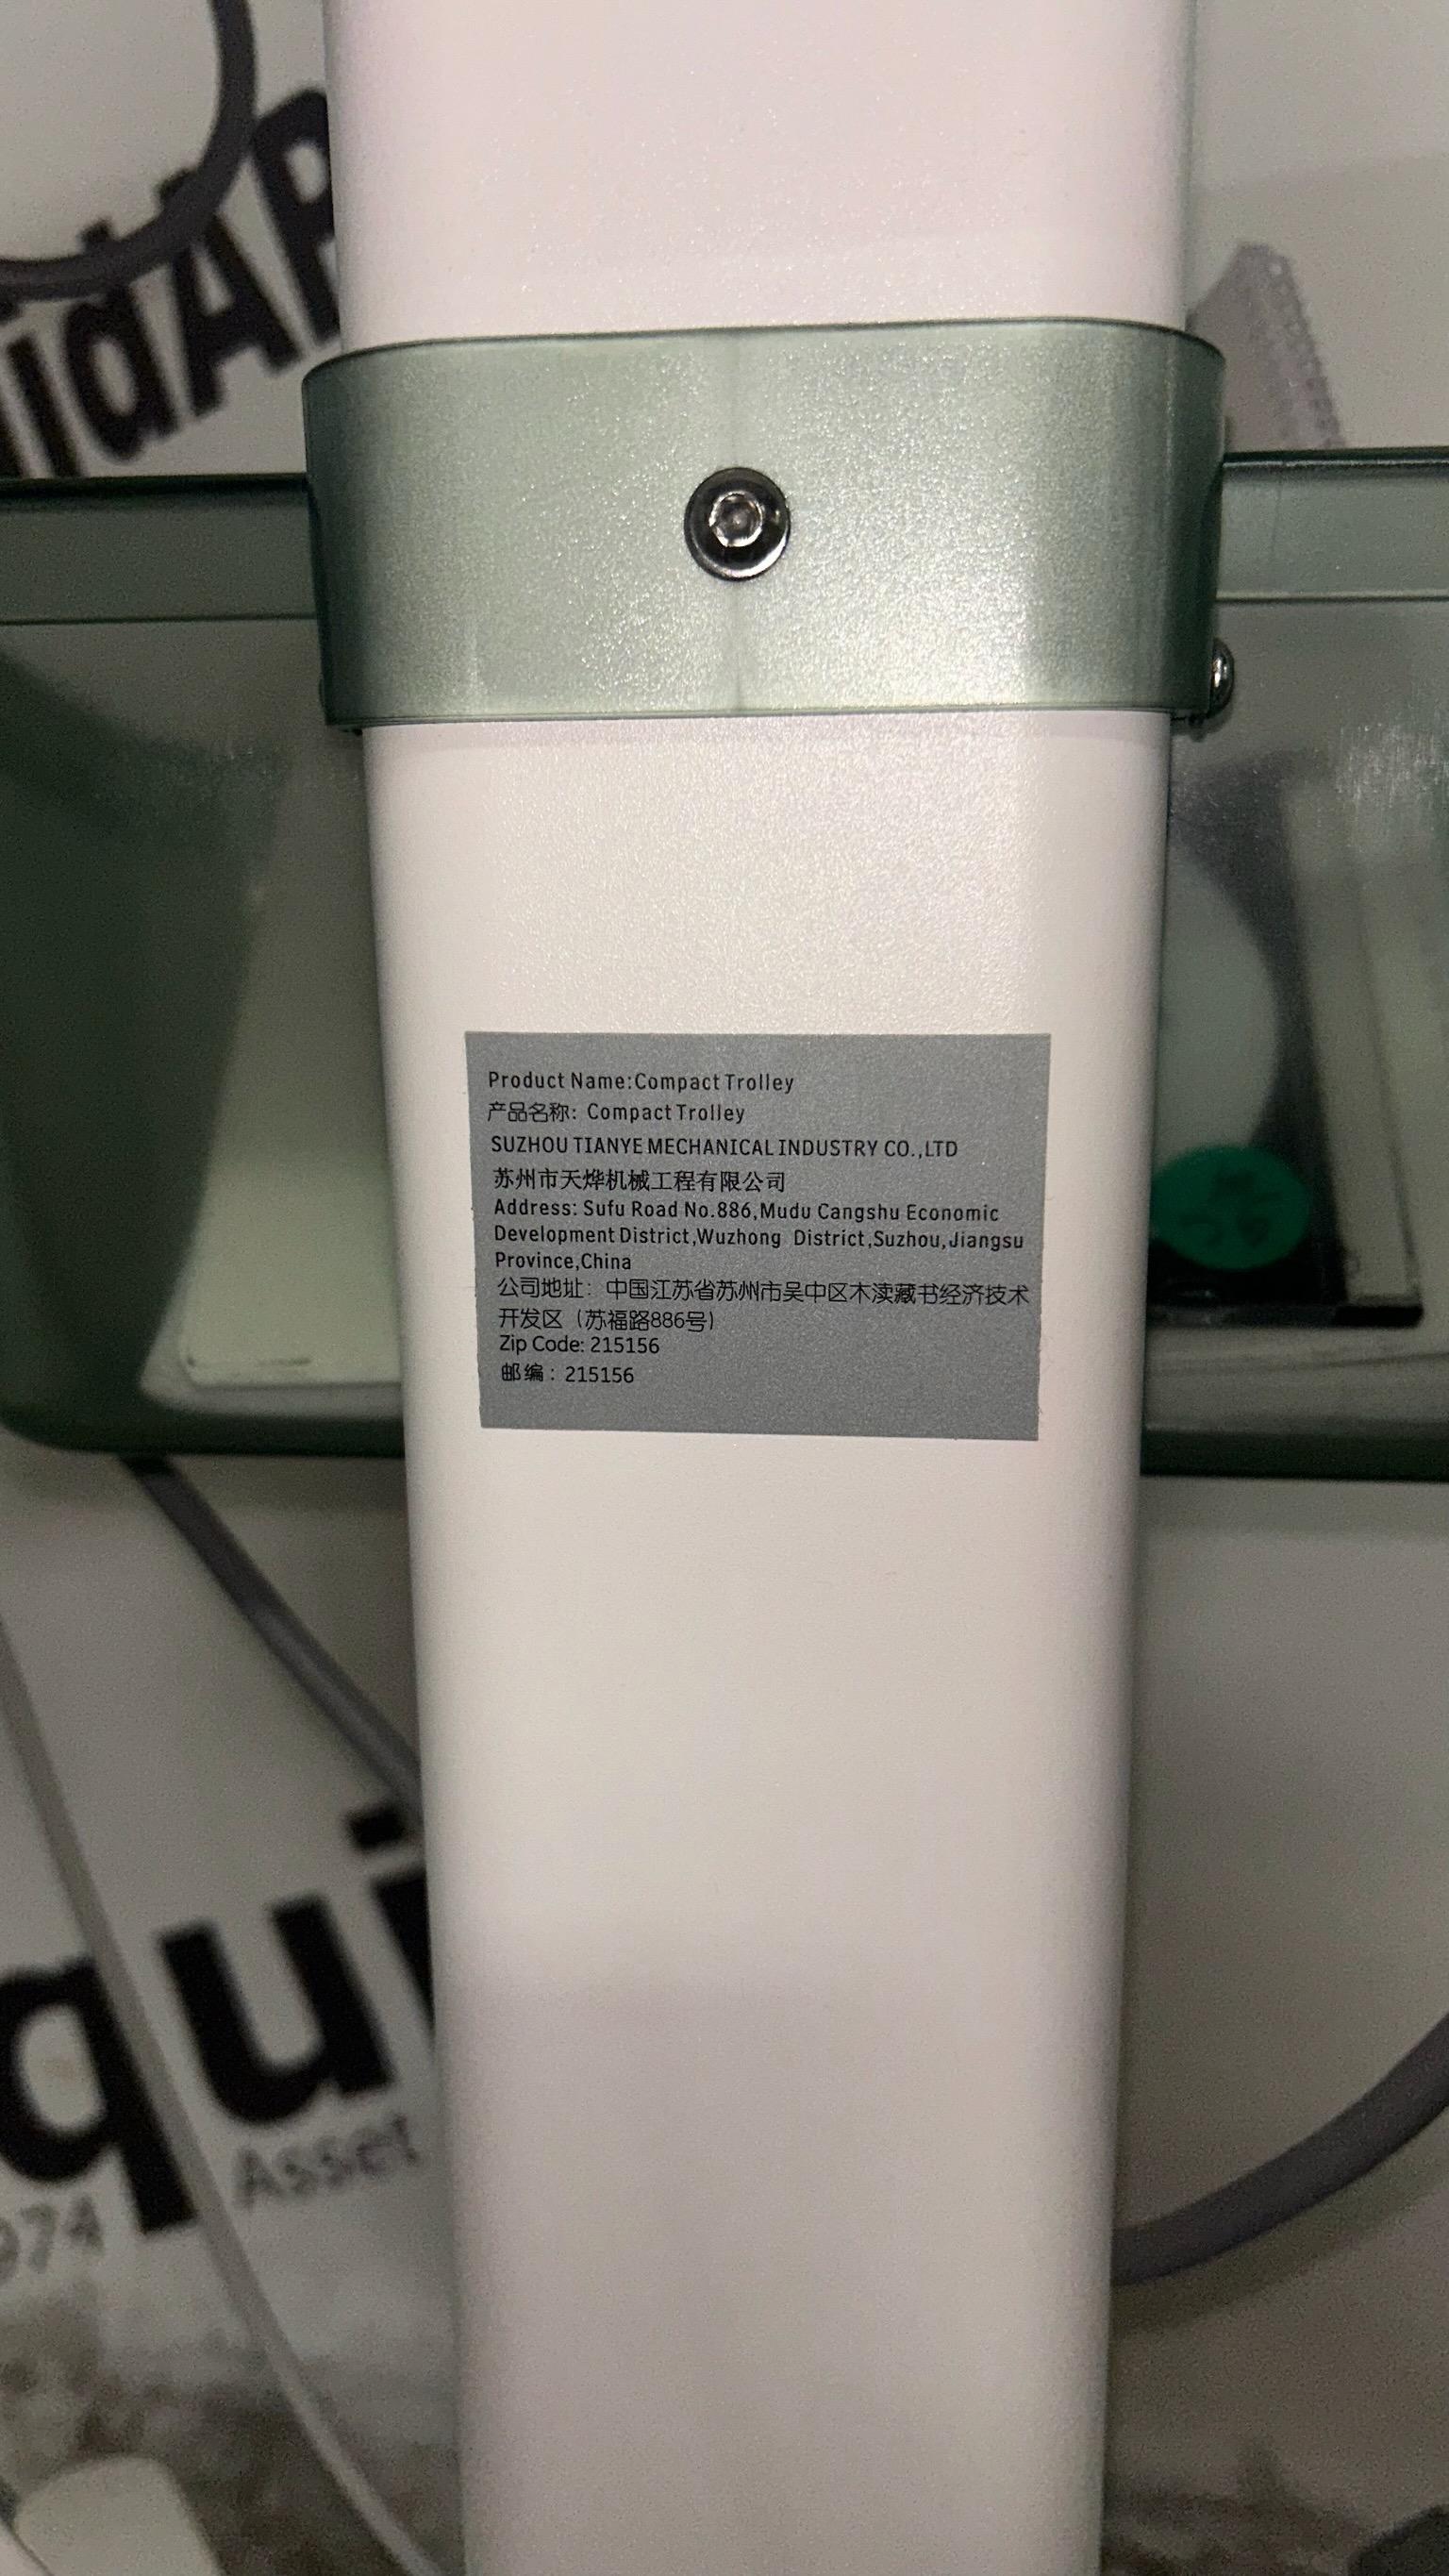 Product Name:Compact Trolley
产品名称: Compact Trolley
SUZHOU TIANYE MECHANICAL INDUSTRY CO.,LTD
苏州市天烨机械工程有限公司
Address: Sufu Road No.886,Mudu Cangshu Economic
Development District,Wuzhong District,Suzhou,Jiangsu
Province,China
公司地址: 中国江苏省苏州市吴中区木渎藏书经济技术
开发区 (苏福路886号)
Zip Code: 215156
邮编: 215156
qui
Asset